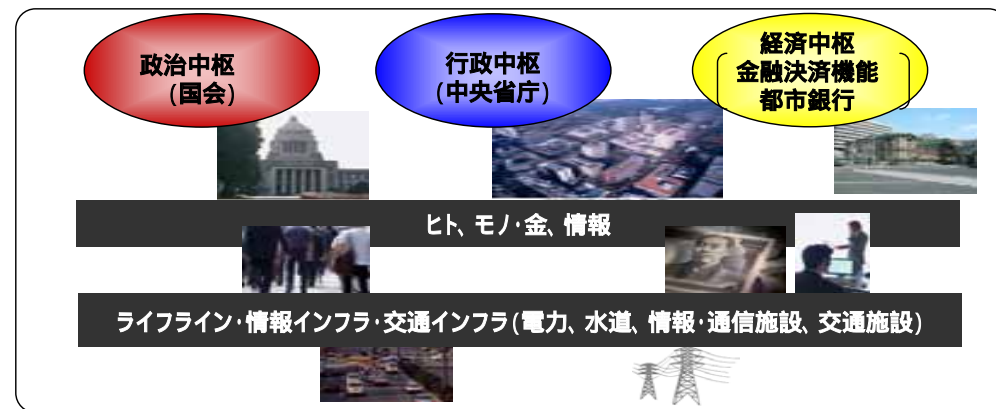 政治中枢
(国会)
行政中枢
(中央省庁)
経済中枢
金融決済機能
都市銀行
ヒト、モノ・金、情報
ライフライン・情報インフラ・交通インフラ(電力、水道、情報・通信施設、交通施設)